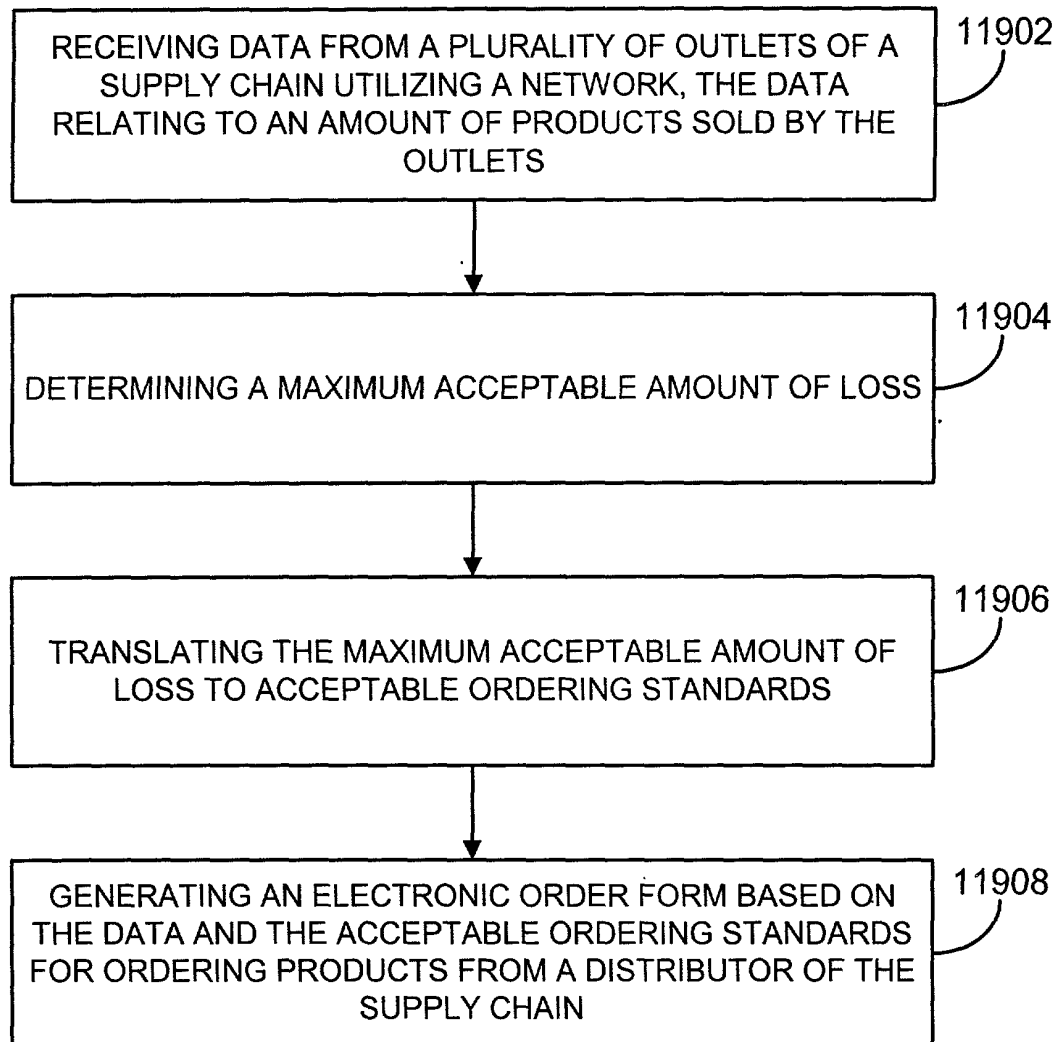 11902
RECEIVING DATA FROM A PLURALITY OF OUTLETS OF A
SUPPLY CHAIN UTILIZING A NETWORK, THE DATA
RELATING TO AN AMOUNT OF PRODUCTS SOLD BY THE
OUTLETS
11904
DETERMINING A MAXIMUM ACCEPTABLE AMOUNT OF LOSS
11906
TRANSLATING THE MAXIMUM ACCEPTABLE AMOUNT OF
LOSS TO ACCEPTABLE ORDERING STANDARDS
11908
GENERATING AN ELECTRONIC ORDER FORM BASED ON
THE DATA AND THE ACCEPTABLE ORDERING STANDARDS
FOR ORDERING PRODUCTS FROM A DISTRIBUTOR OF THE
SUPPLY CHAIN